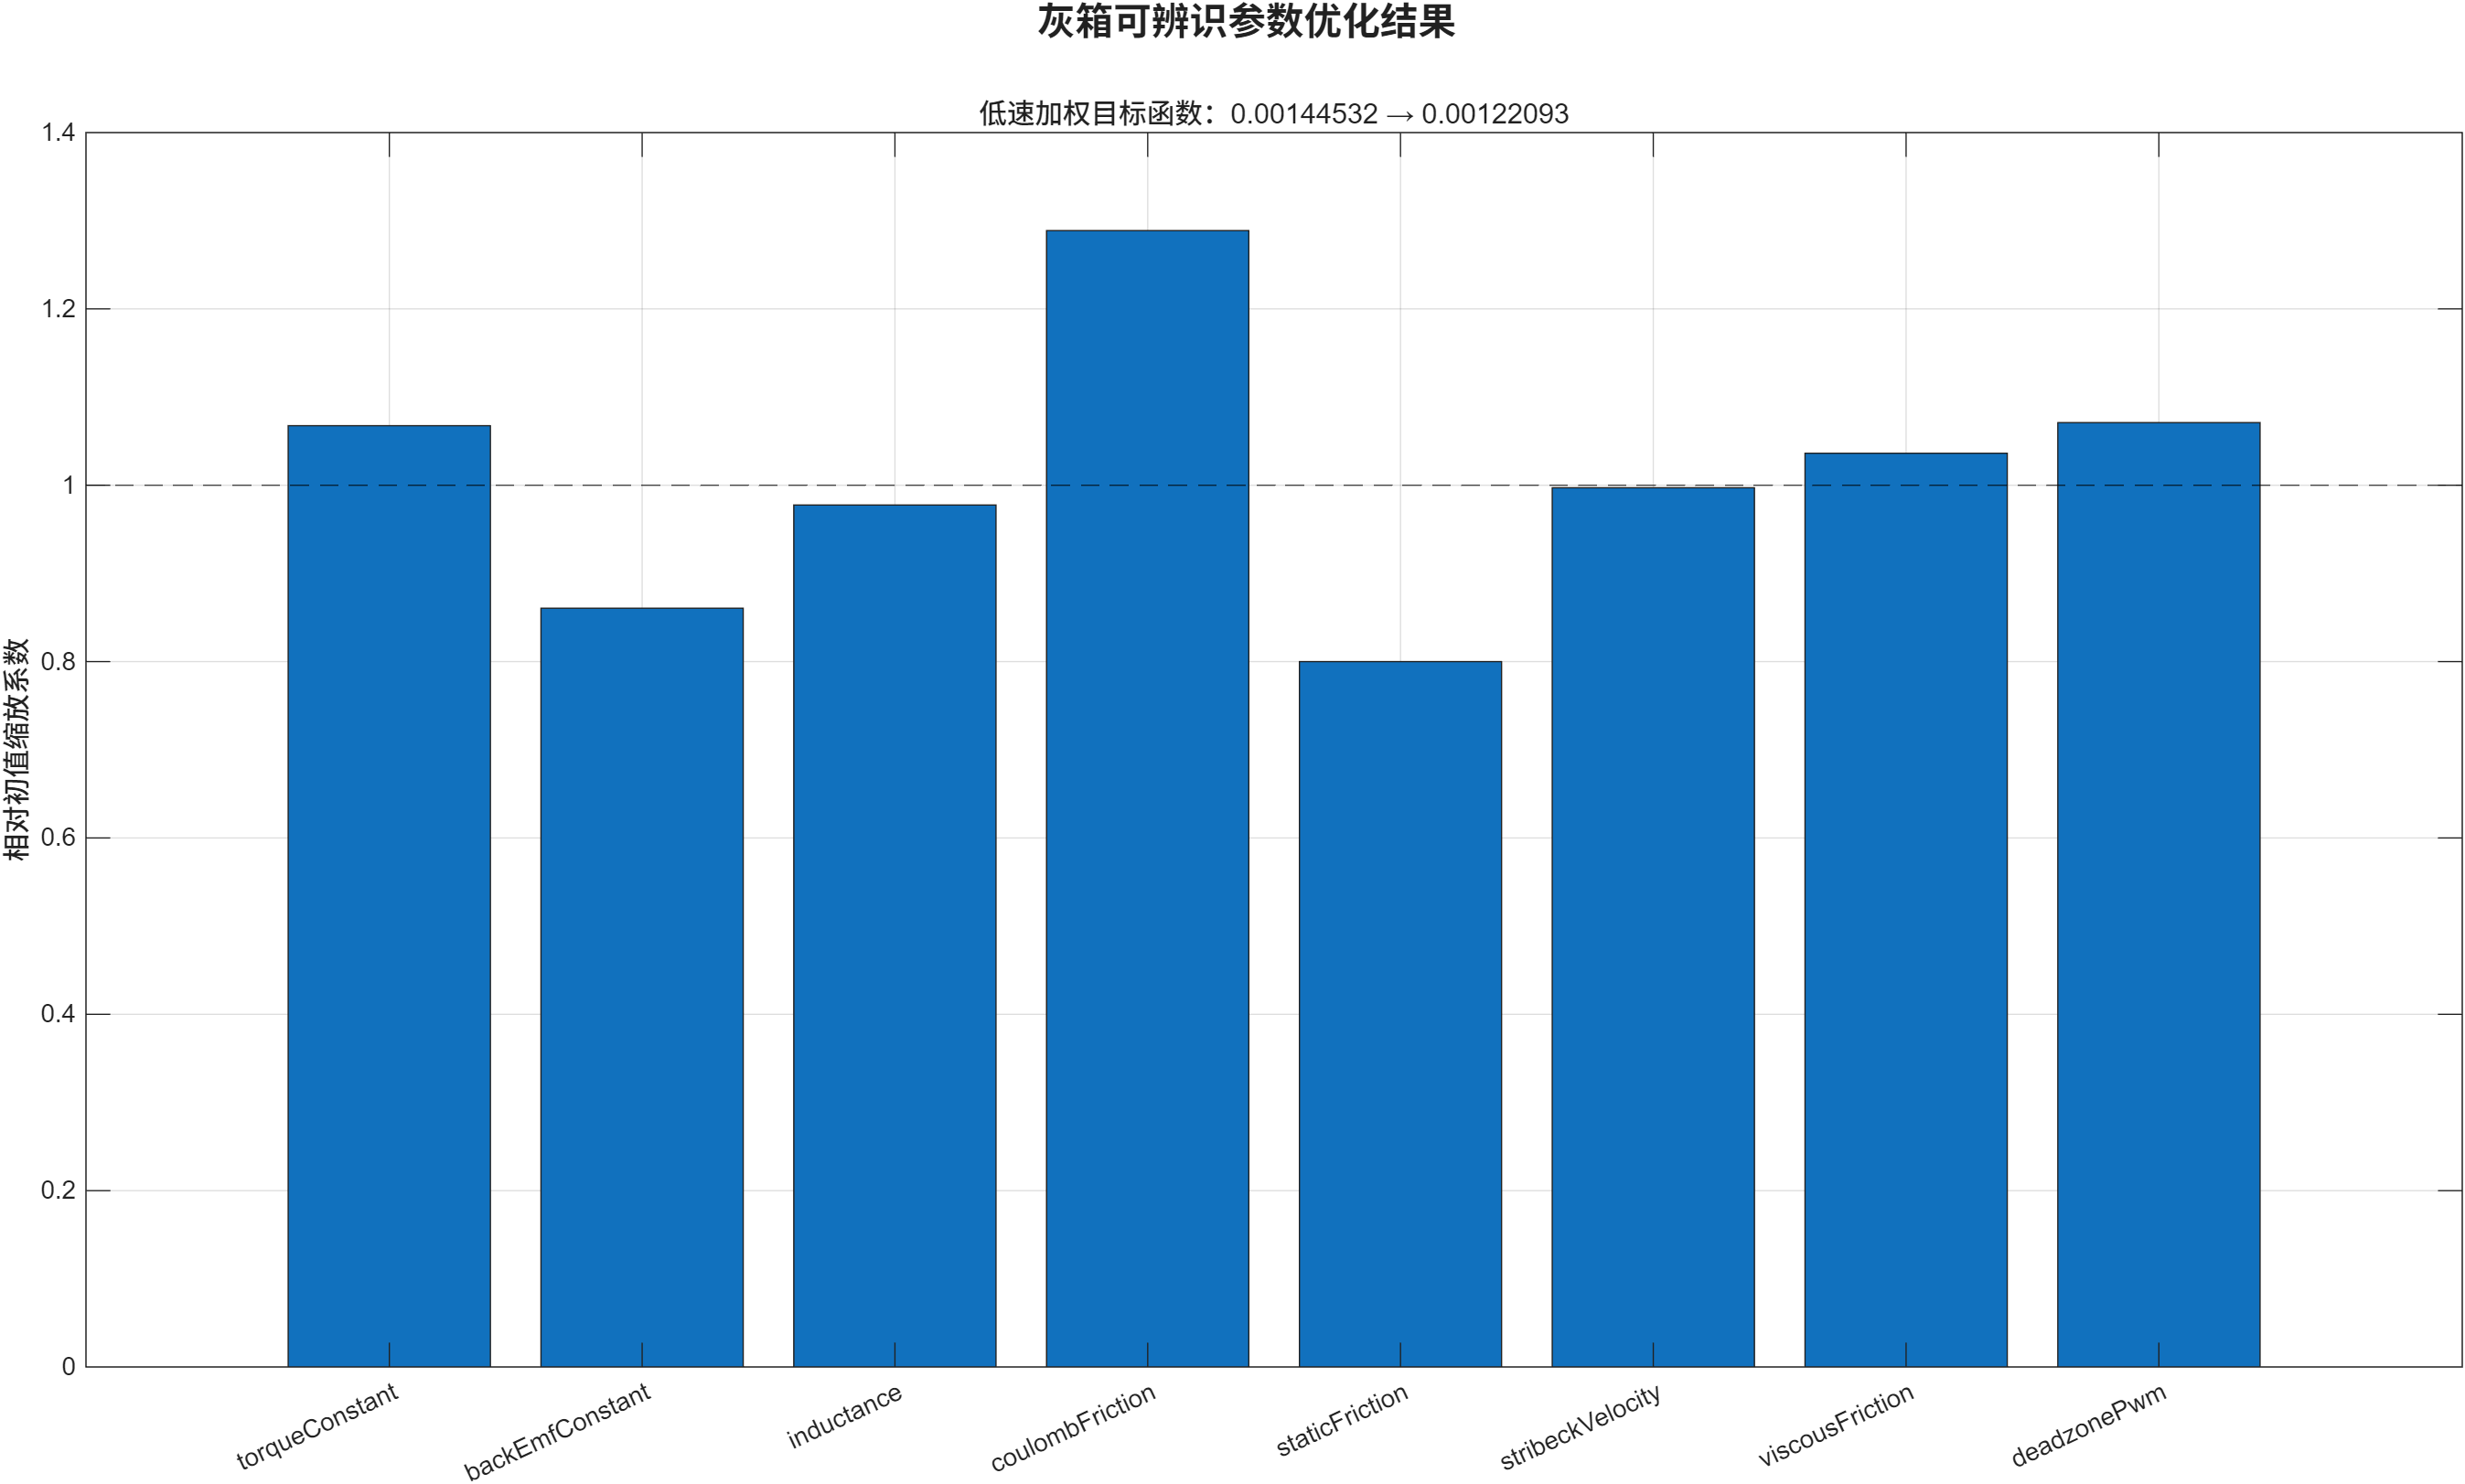 灰箱可辨识参数优化结果
低速加权目标函数：0.00144532 → 0.00122093
相对初值缩放系数
1.4
1.2
1
0.8
0.6
0.4
0.2
0
torqueConstant
backEmfConstant
inductance
coulombFriction
staticFriction
stribeckVelocity
viscousFriction
deadzonePwm